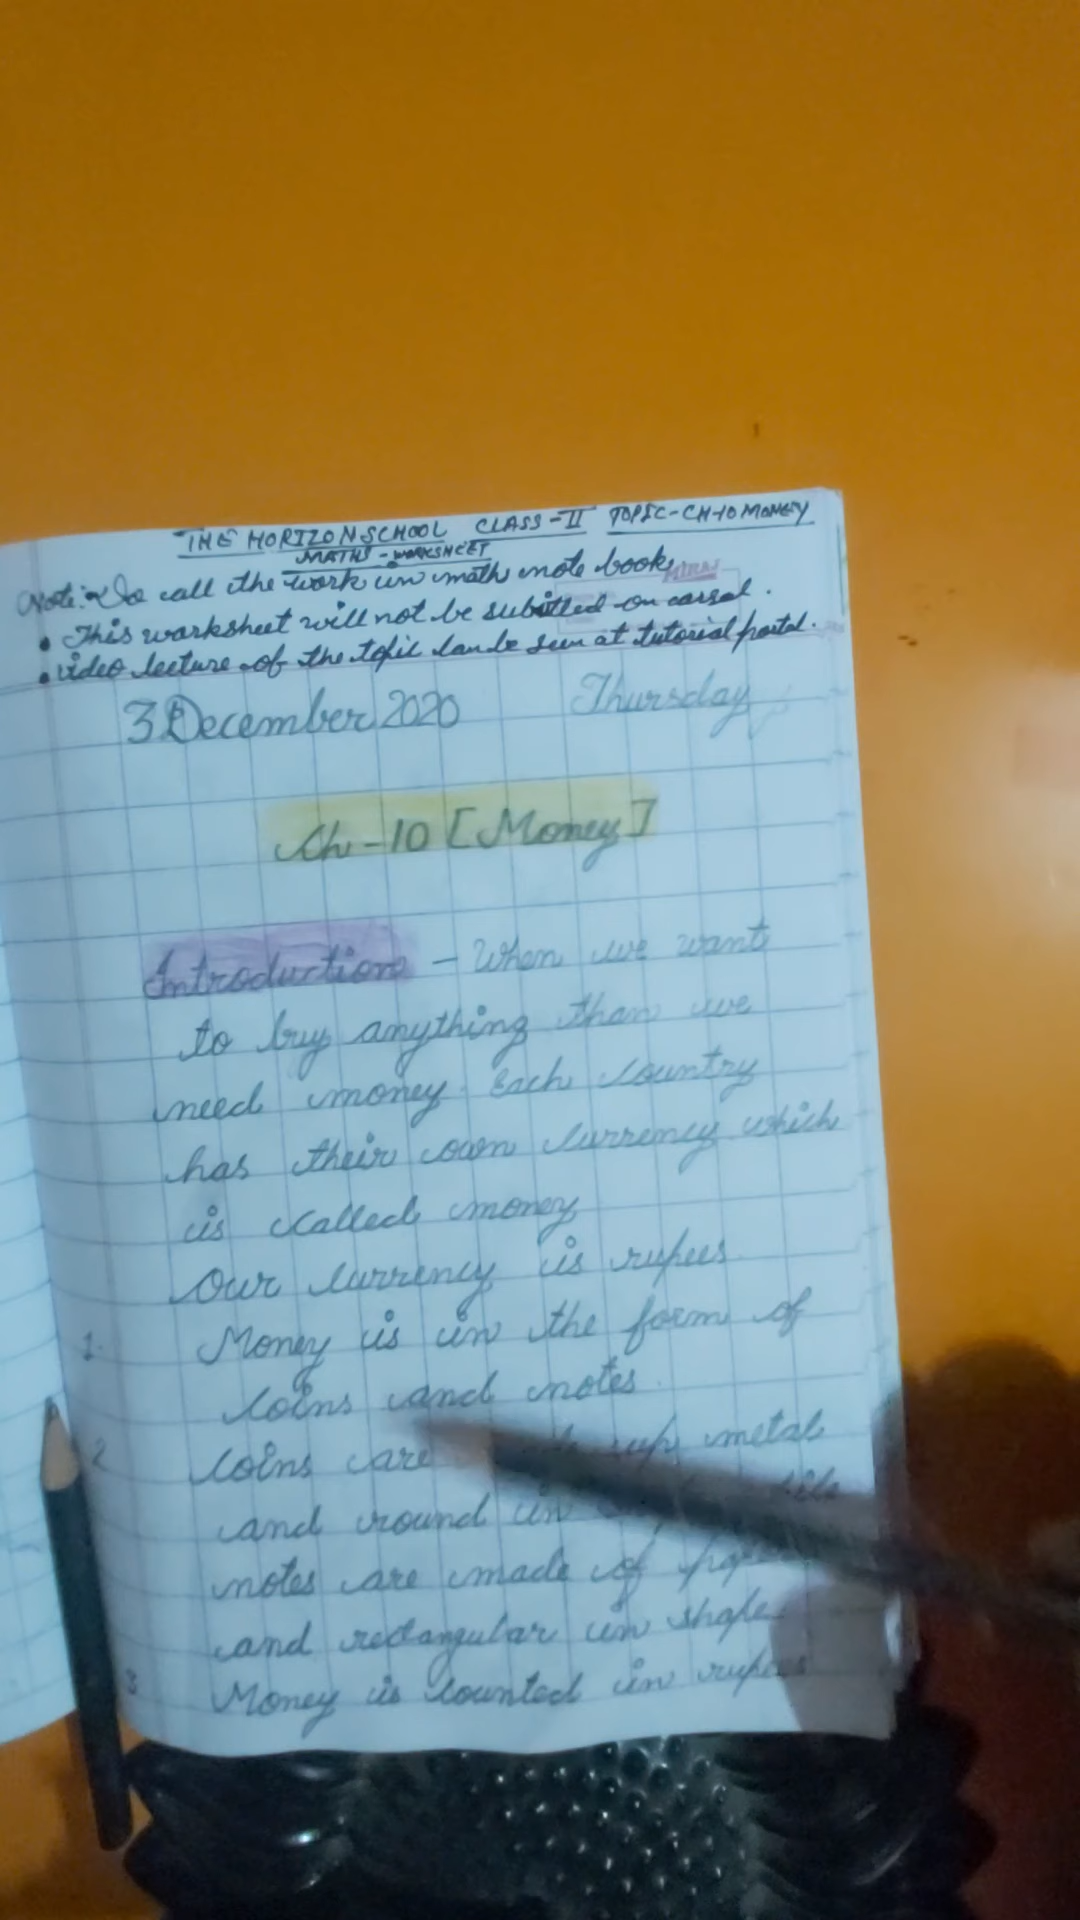 THE HORIZON SCHOOL CLASS-II TOPIC-CH-10 MONEY
MATHS-WORKSHEET
Note:- Do all the work in math note book.
• This worksheet will not be submitted on
• video lecture of the topic can be seen at tutorial portal.
3 December 2020 Thursday
Ch-10 [Money]
Introduction - When we want
to buy anything than we
need money. Each country
has their own currency which
is called money
Our currency is rupees
1. Money is in the form of
coins and notes.
2 Coins are metal
and round in
notes are made of
and rectangular in shape
3 Money is counted in rupees